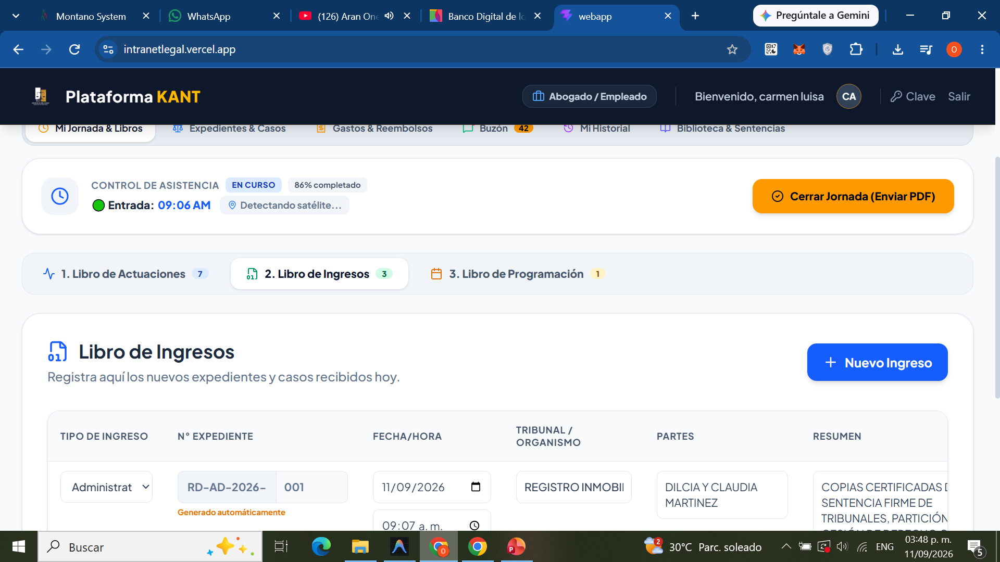 Montano System
WhatsApp
(126) Aran One
Banco Digital de lo
webapp
Pregúntale a Gemini
intranetlegal.vercel.app
O
Plataforma KANT
Abogado / Empleado
Bienvenido, carmen luisa
CA
Clave
Salir
Mi Jornada & Libros
Expedientes & Casos
Gastos & Reembolsos
Buzón 42
Mi Historial
Biblioteca & Sentencias
CONTROL DE ASISTENCIA
EN CURSO
86% completado
Entrada: 09:06 AM
Detectando satélite...
Cerrar Jornada (Enviar PDF)
1. Libro de Actuaciones 7
2. Libro de Ingresos 3
3. Libro de Programación 1
Libro de Ingresos
Registra aquí los nuevos expedientes y casos recibidos hoy.
+ Nuevo Ingreso
TIPO DE INGRESO
N° EXPEDIENTE
FECHA/HORA
TRIBUNAL /
ORGANISMO
PARTES
RESUMEN
Administrat
RD-AD-2026-
001
Generado automáticamente
11/09/2026
09:07 a. m.
REGISTRO INMOBI
DILCIA Y CLAUDIA
MARTINEZ
COPIAS CERTIFICADAS D
SENTENCIA FIRME DE
TRIBUNALES, PARTICIÓN
Buscar
2
30°C Parc. soleado
ENG
03:48 p. m.
11/09/2026
5